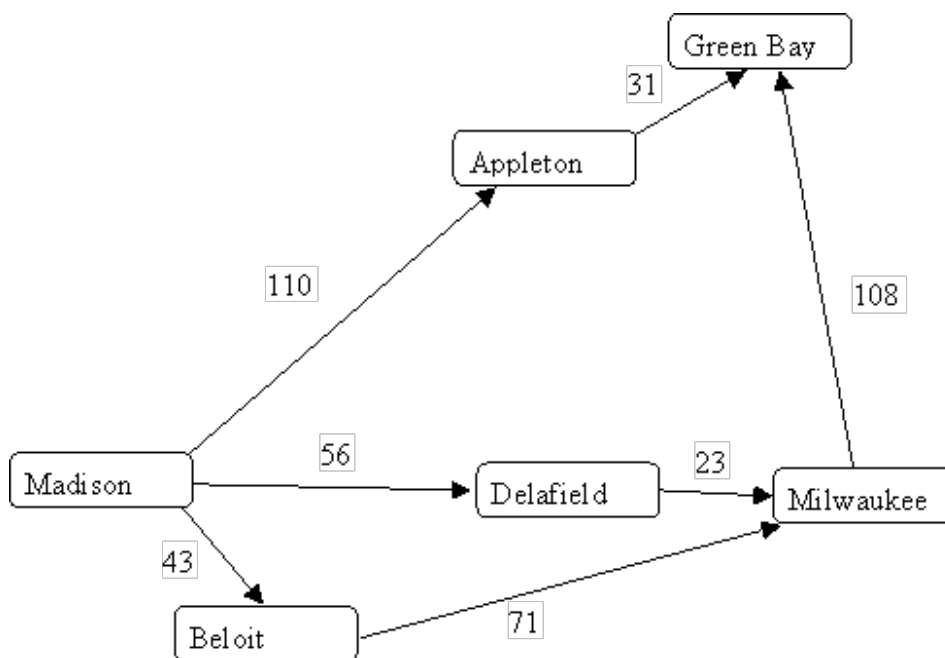 Green Bay
31
Appleton
110
108
56
23
Madison
Delafield
Milwaukee
43
71
Beloit